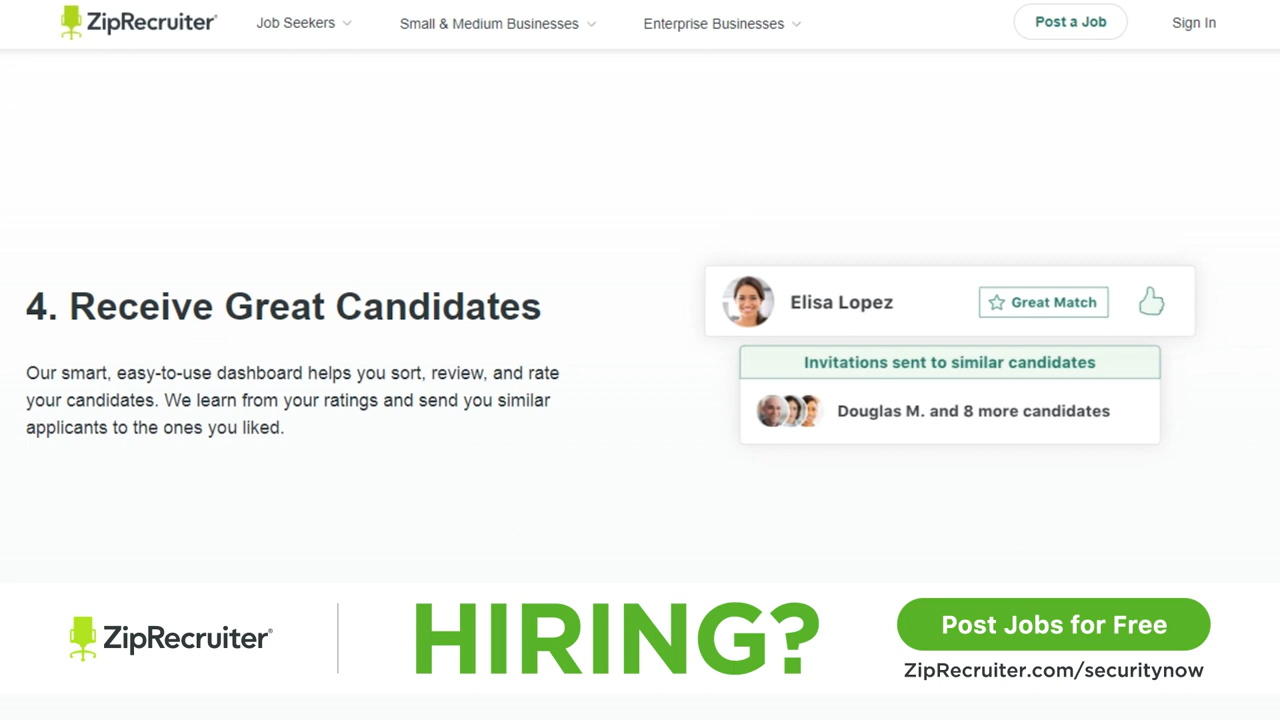 ZipRecruiter® Job Seekers Small & Medium Businesses Enterprise Businesses Post a Job Sign In
4. Receive Great Candidates
Our smart, easy-to-use dashboard helps you sort, review, and rate
your candidates. We learn from your ratings and send you similar
applicants to the ones you liked.
Elisa Lopez Great Match
Invitations sent to similar candidates
Douglas M. and 8 more candidates
ZipRecruiter®
HIRING?
Post Jobs for Free
ZipRecruiter.com/securitynow